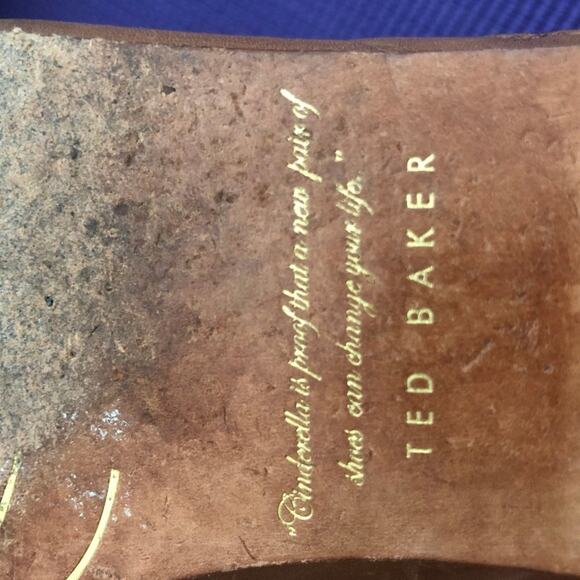 "Cinderella is proof that a new pair of
shoes can change your life."
TED BAKER